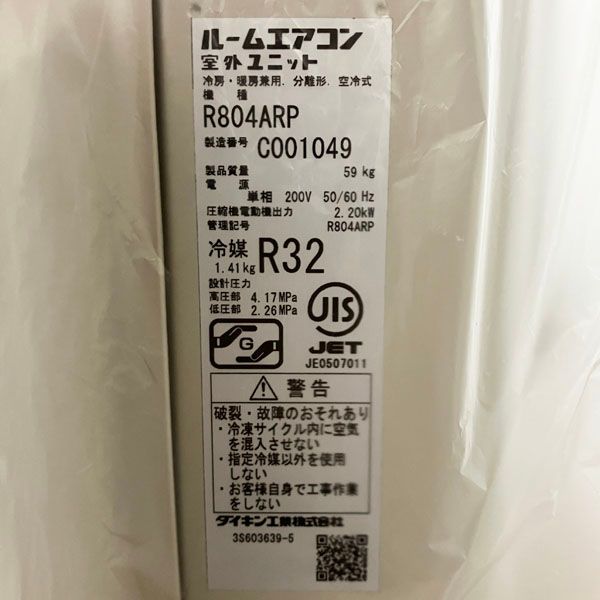 ルームエアコン
室外ユニット
冷房・暖房兼用、分離形、空冷式
機種
R804ARP
製造番号 C001049
製品質量 59 kg
電源
単相 200V 50/60 Hz
圧縮機電動機出力 2.20kW
管理記号 R804ARP
冷媒 R32
1.41kg
設計圧力
高圧部 4.17MPa
低圧部 2.26MPa
JIS
JET
JE0507011
G
警告
破裂・故障のおそれあり
・冷凍サイクル内に空気
を混入させない
・指定冷媒以外を使用
しない
・お客様自身で工事作業
をしない
ダイキン工業株式会社
3S603639-5